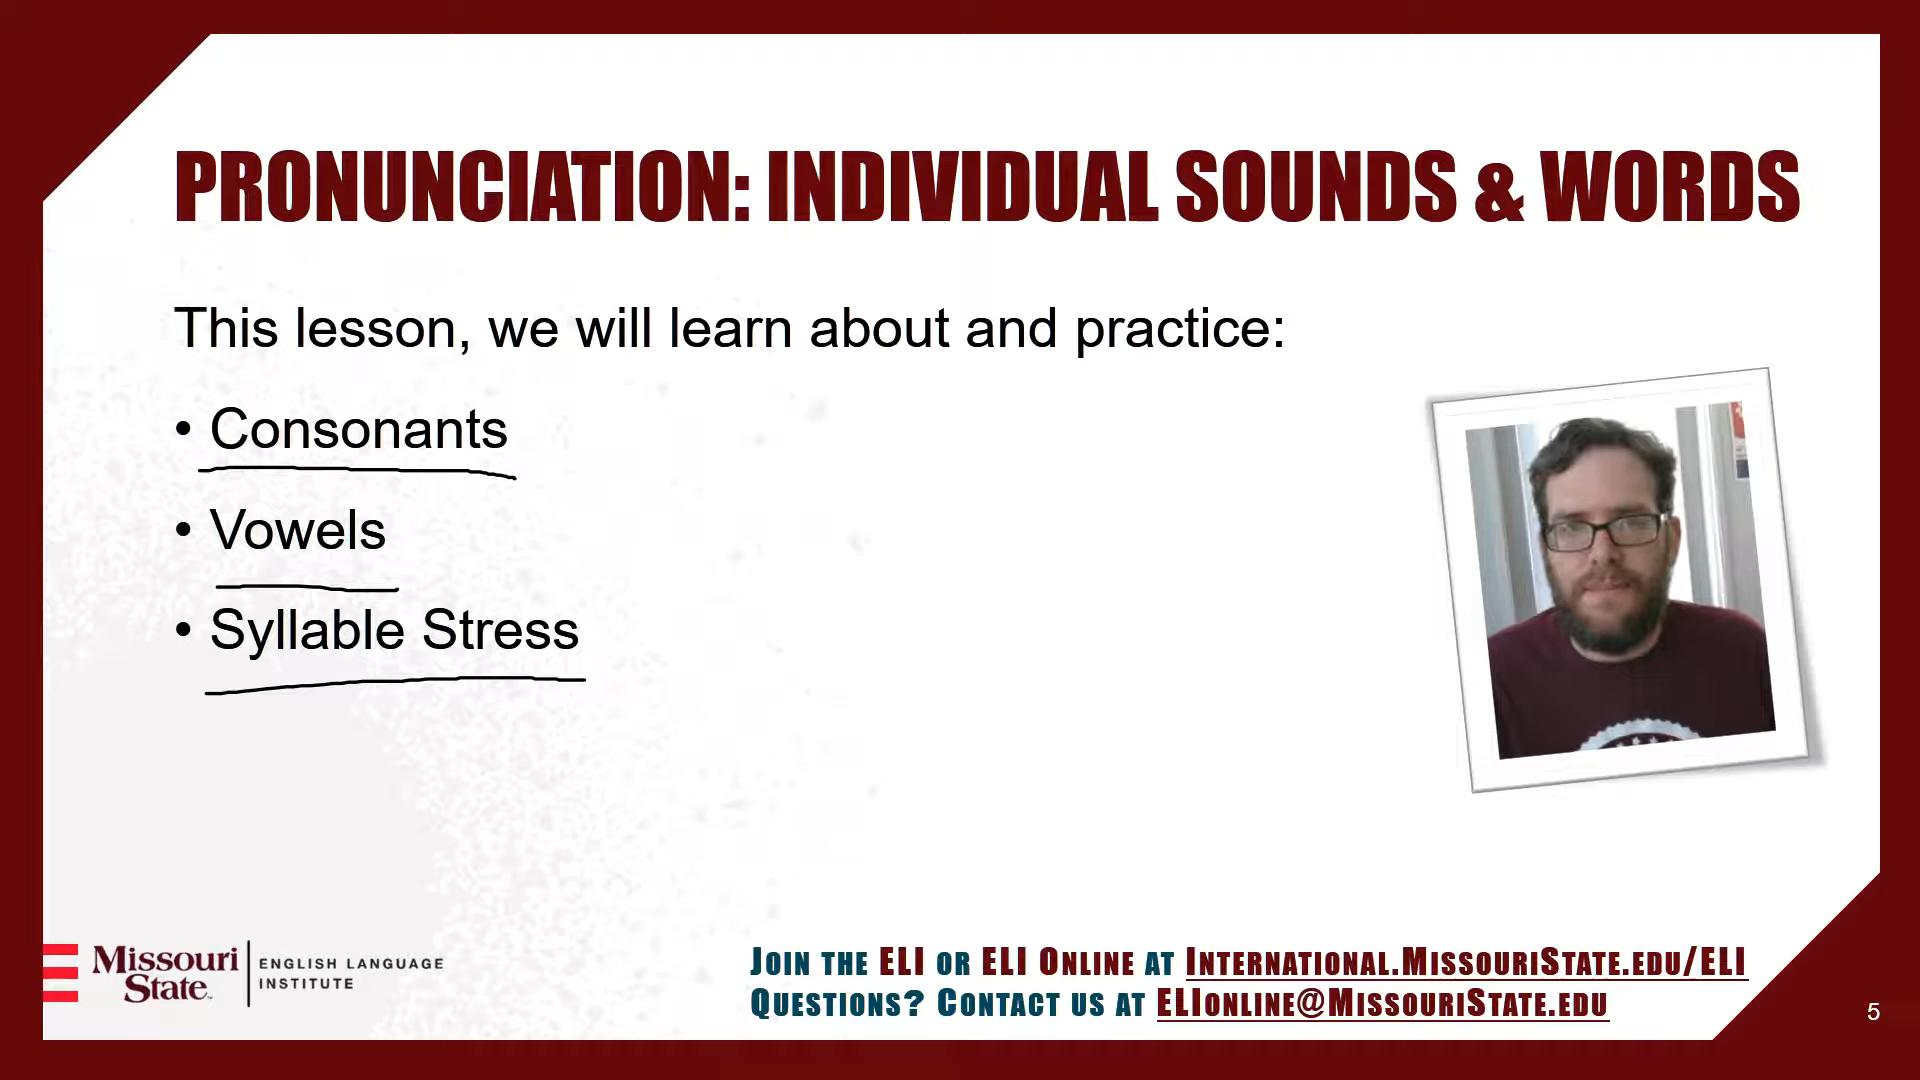 PRONUNCIATION: INDIVIDUAL SOUNDS & WORDS
This lesson, we will learn about and practice:
• Consonants
• Vowels
• Syllable Stress
Missouri State™
ENGLISH LANGUAGE
INSTITUTE
JOIN THE ELI OR ELI ONLINE AT INTERNATIONAL.MISSOURISTATE.EDU/ELI
QUESTIONS? CONTACT US AT ELIONLINE@MISSOURISTATE.EDU
5